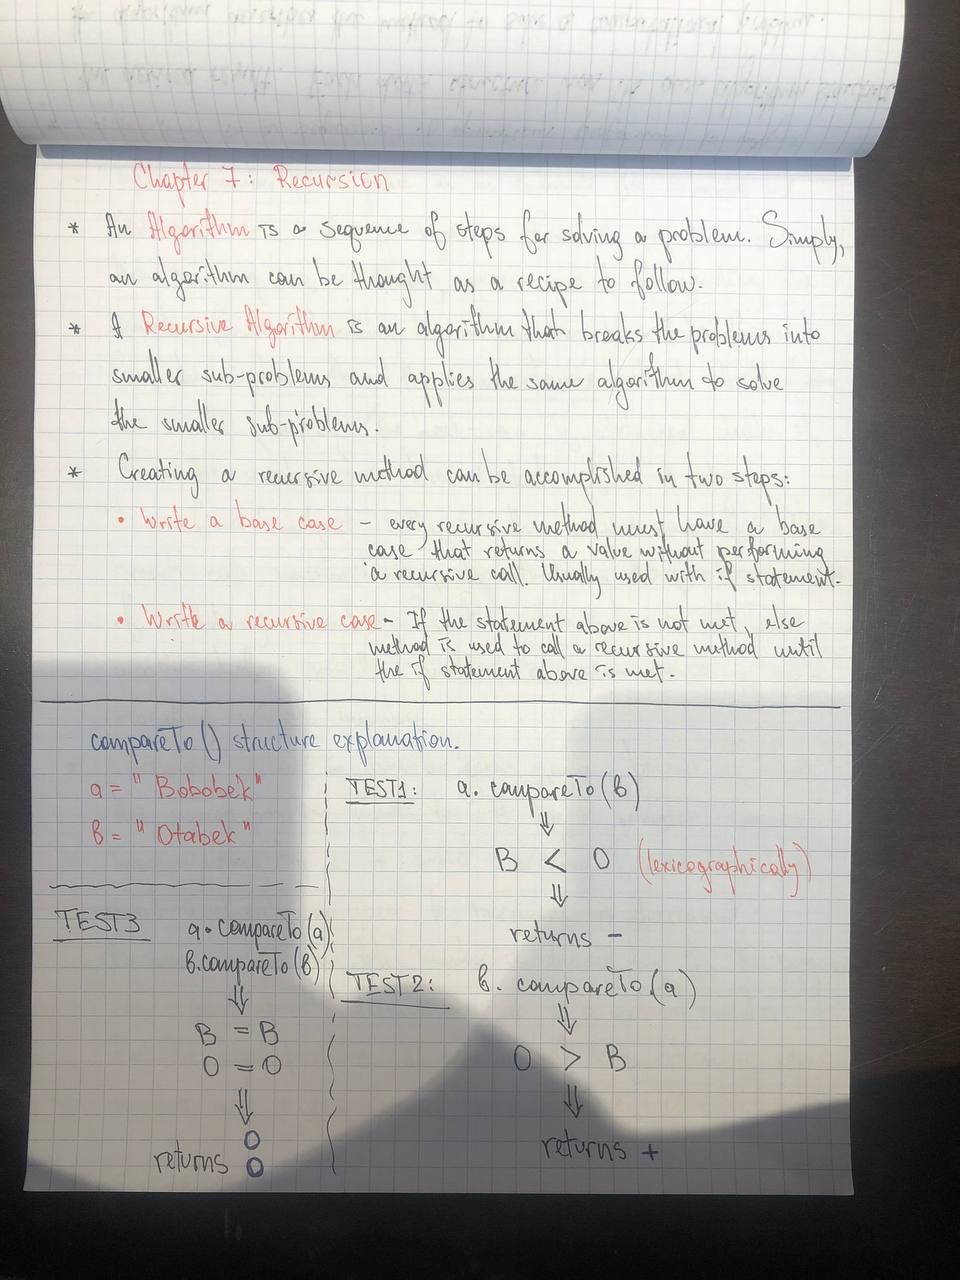 Chapter 7: Recursion
* An Algorithm is a sequence of steps for solving a problem. Simply,
an algorithm can be thought as a recipe to follow.
* A Recursive Algorithm is an algorithm that breaks the problems into
smaller sub-problems and applies the same algorithm to solve
the smaller sub-problems.
* Creating a recursive method can be accomplished in two steps:
• Write a base case - every recursive method must have a base
case that returns a value without performing
a recursive call. Usually used with if statement.
• Write a recursive case - If the statement above is not met, else
method is used to call a recursive method until
the if statement above is met.
compareTo() structure explanation.
a = "Bobobek"
b = "Otabek"
TEST1: a.compareTo(b)
⇓
B < O (lexicographically)
⇓
returns -
TEST2: b.compareTo(a)
⇓
O > B
⇓
returns +
TEST3 a.compareTo(a)
b.compareTo(b)
⇓
B = B
O = O
⇓
0
returns 0